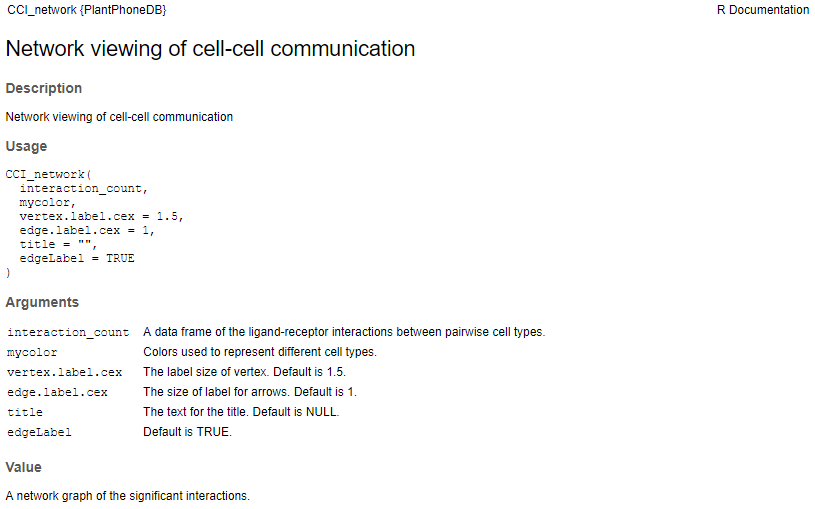 CCI_network {PlantPhoneDB} R Documentation
Network viewing of cell-cell communication
Description
Network viewing of cell-cell communication
Usage
CCI_network(
  interaction_count,
  mycolor,
  vertex.label.cex = 1.5,
  edge.label.cex = 1,
  title = "",
  edgeLabel = TRUE
)
Arguments
interaction_count A data frame of the ligand-receptor interactions between pairwise cell types.
mycolor Colors used to represent different cell types.
vertex.label.cex The label size of vertex. Default is 1.5.
edge.label.cex The size of label for arrows. Default is 1.
title The text for the title. Default is NULL.
edgeLabel Default is TRUE.
Value
A network graph of the significant interactions.